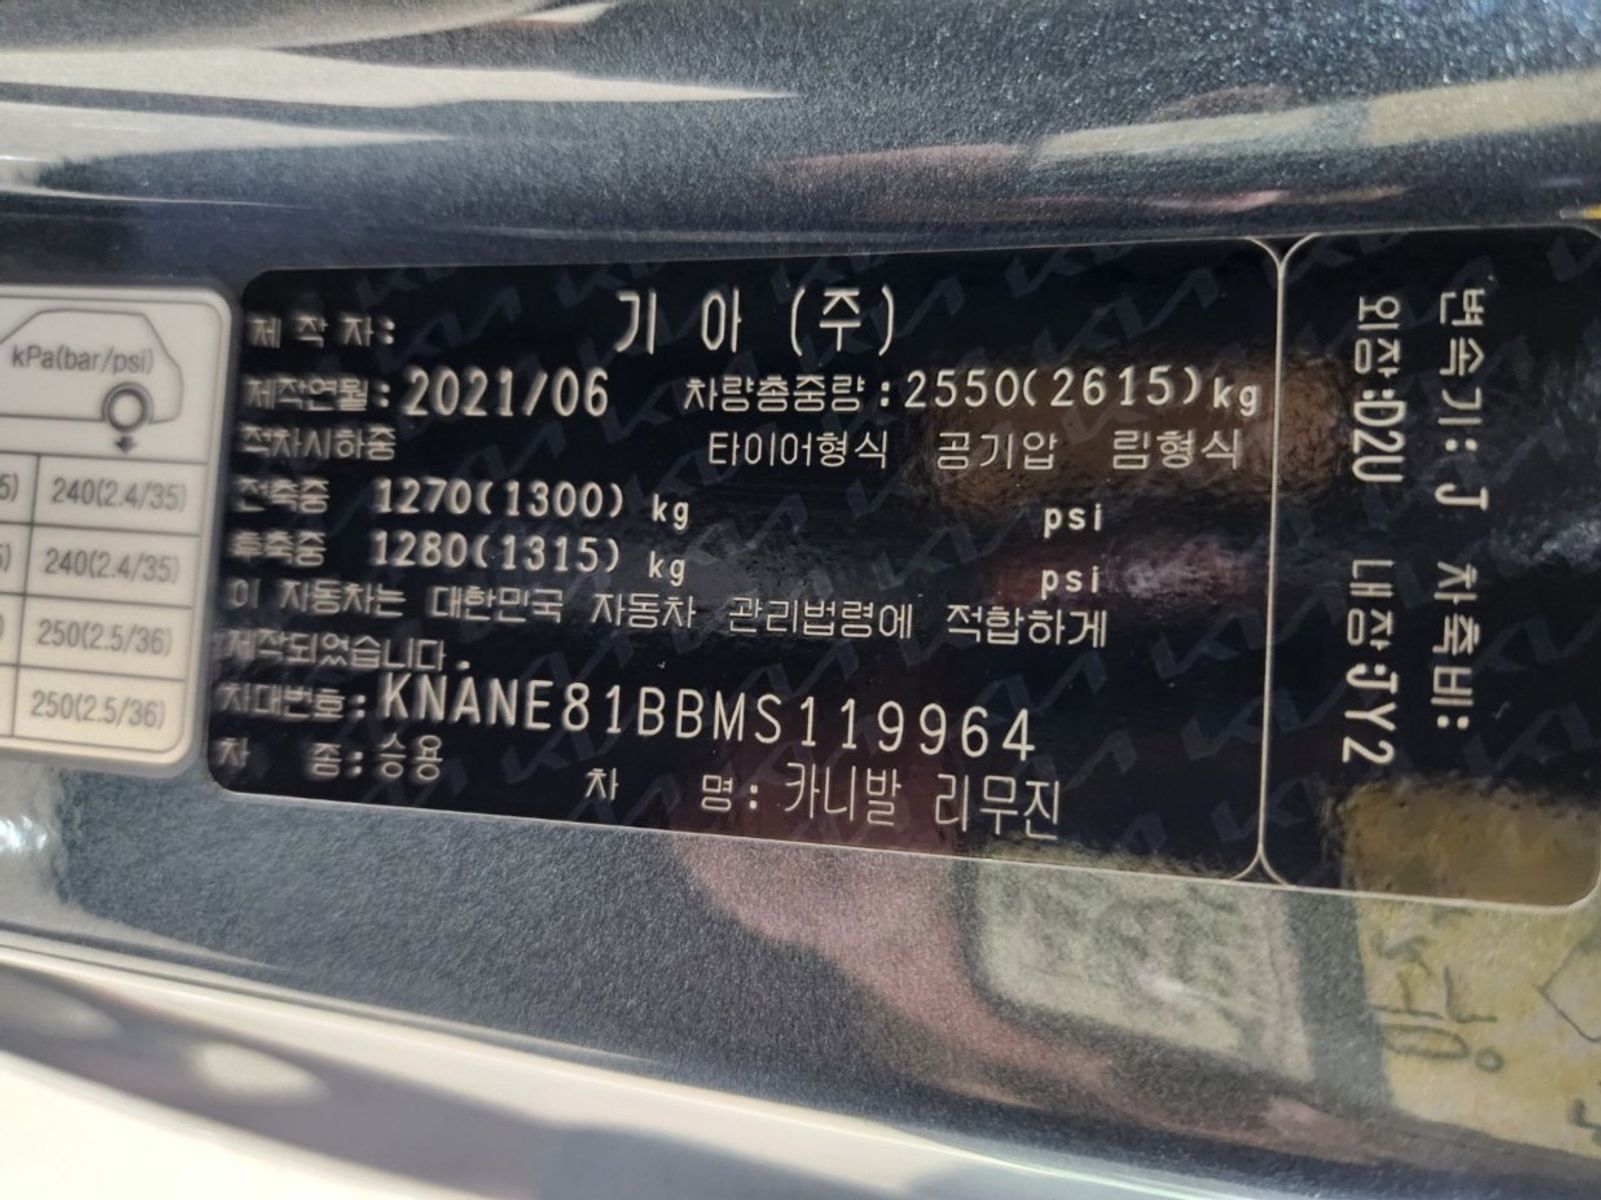 kPa(bar/psi)
5) 240(2.4/35)
5) 240(2.4/35)
) 250(2.5/36)
250(2.5/36)
제 작 자: 기 아 (주)
제작연월: 2021/06 차량총중량: 2550(2615)kg
적차시하중 타이어형식 공기압 림형식
전축중 1270(1300) kg psi
후축중 1280(1315) kg psi
이 자동차는 대한민국 자동차 관리법령에 적합하게
제작되었습니다.
차대번호: KNANE81BBMS119964
차 종: 승용
차 명: 카니발 리무진
변속기: J 차축비:
외장:D2U 내장:JY2